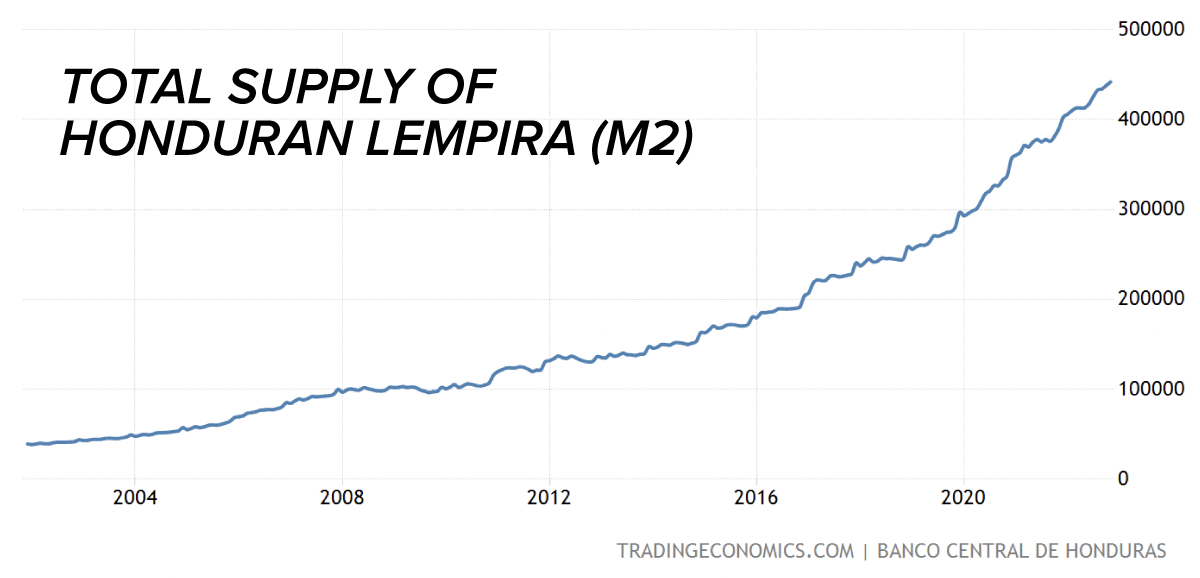 TOTAL SUPPLY OF
HONDURAN LEMPIRA (M2)
500000
400000
300000
200000
100000
0
2004 2008 2012 2016 2020
TRADINGECONOMICS.COM | BANCO CENTRAL DE HONDURAS